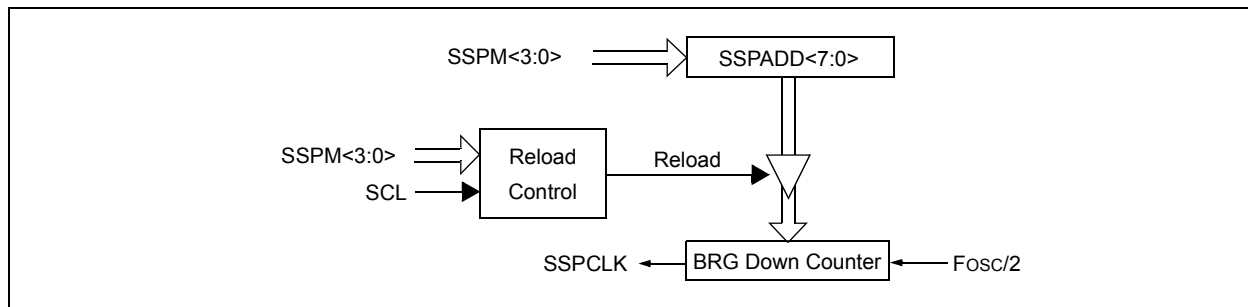 SSPM<3:0>
SSPADD<7:0>
SSPM<3:0>
SCL
Reload
Control
Reload
SSPCLK
BRG Down Counter
FOSC/2